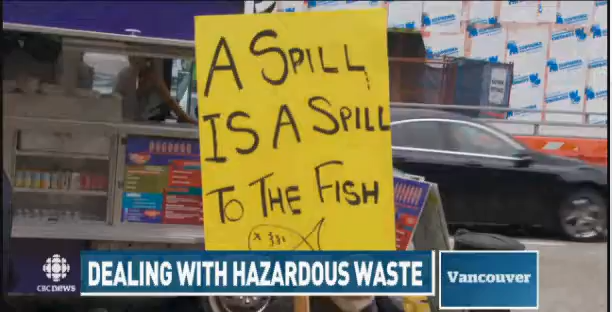 A SPILL
IS A SPILL
TO THE FISH
CBC NEWS
DEALING WITH HAZARDOUS WASTE
Vancouver